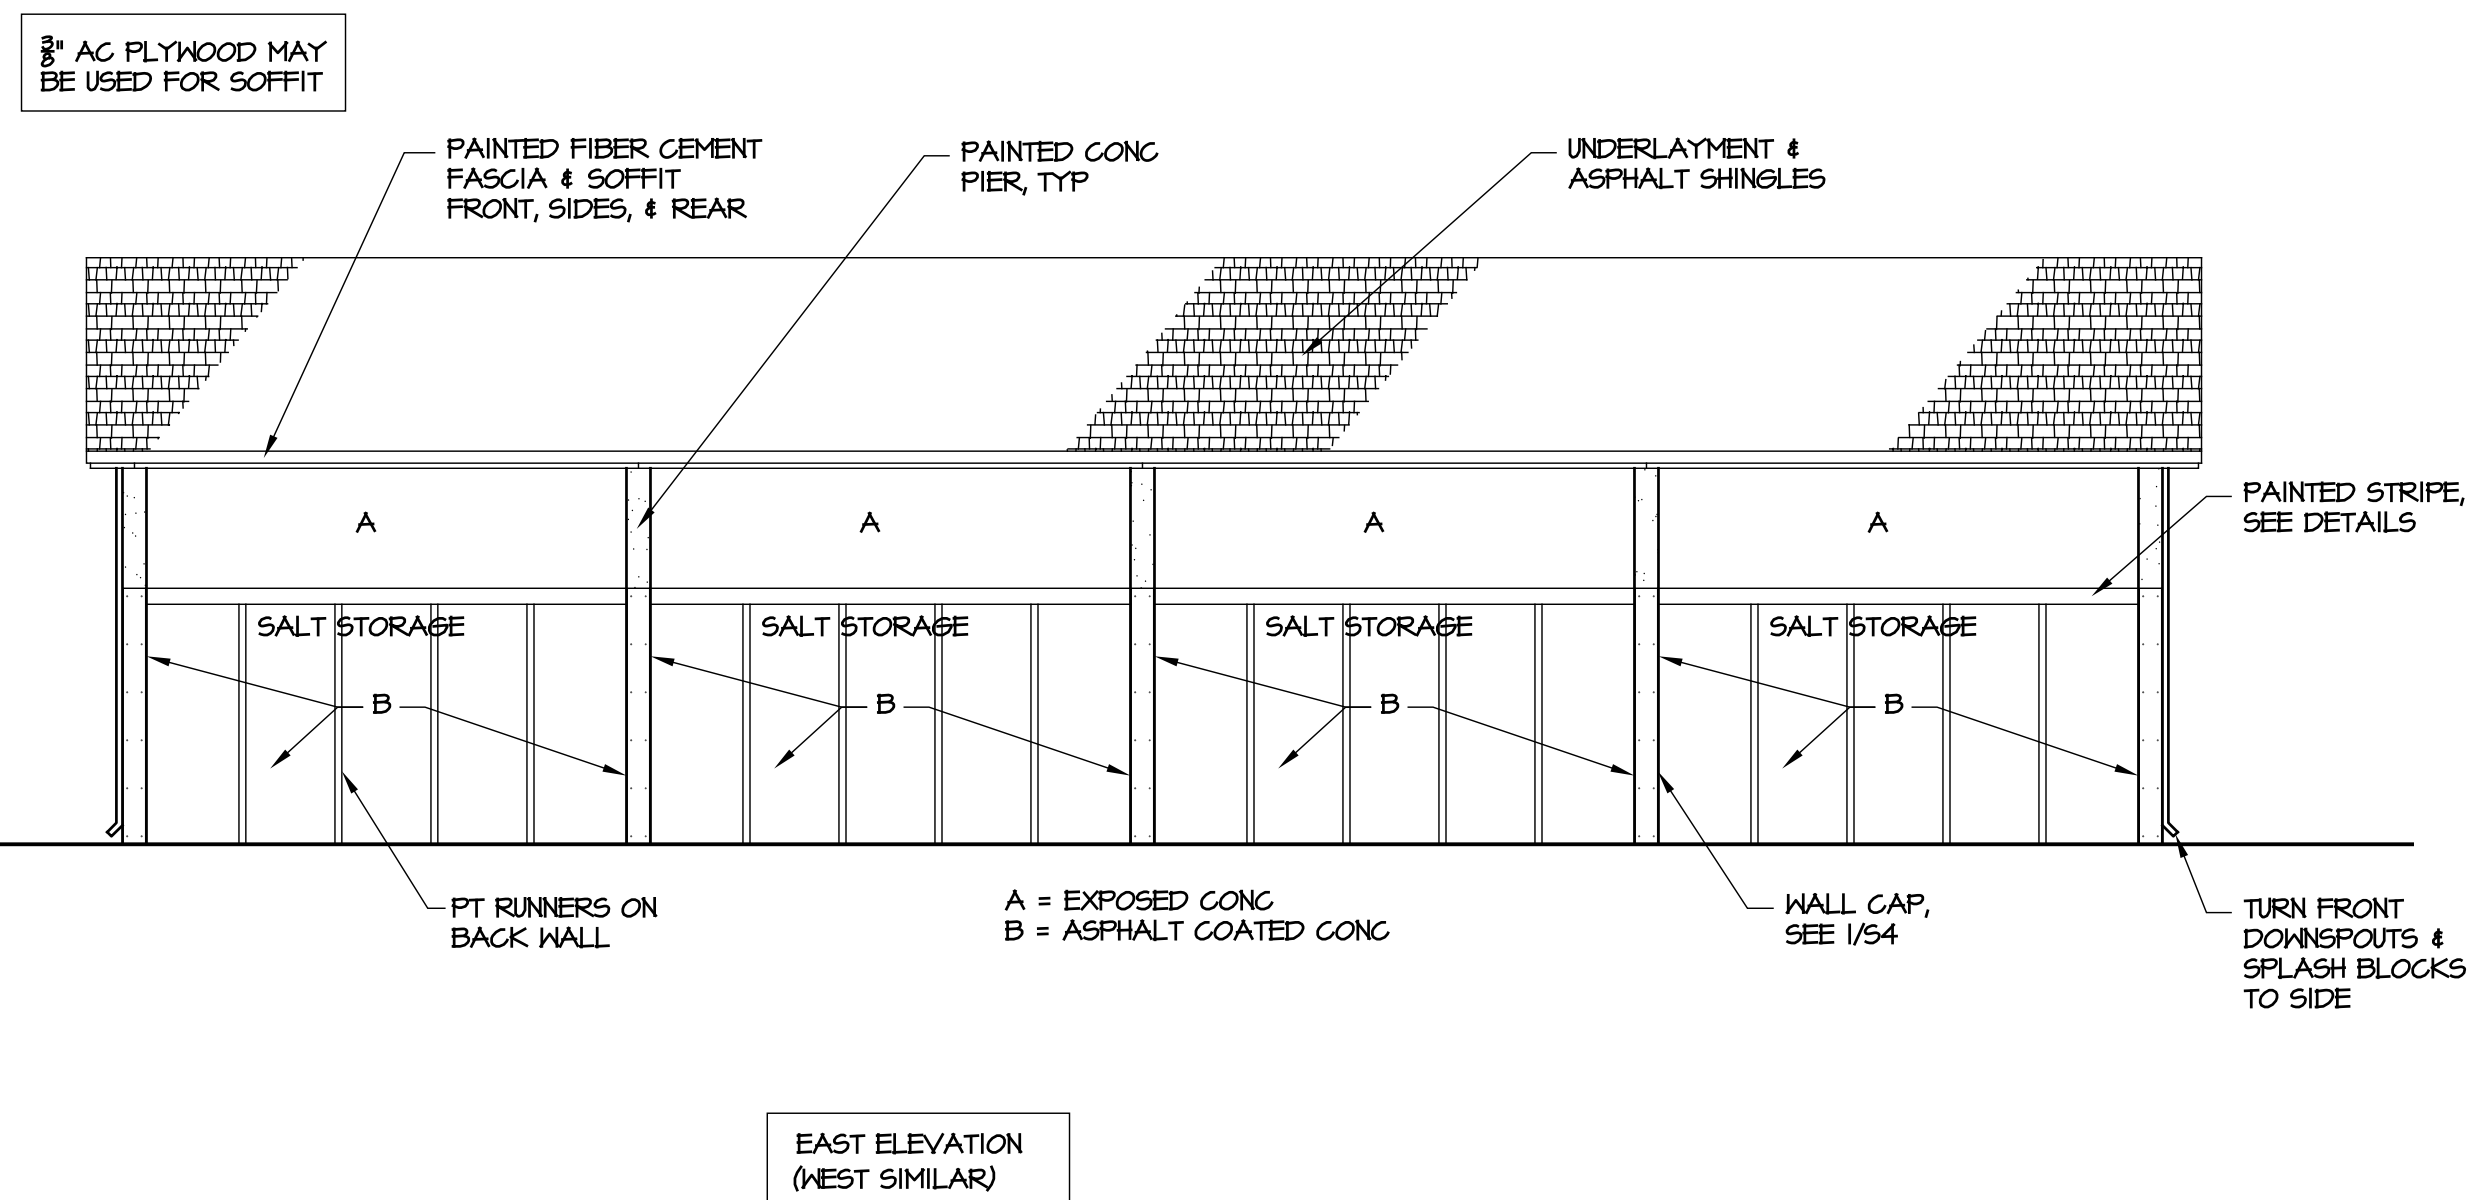 ⅜" AC PLYWOOD MAY
BE USED FOR SOFFIT
PAINTED FIBER CEMENT
FASCIA & SOFFIT
FRONT, SIDES, & REAR
PAINTED CONC
PIER, TYP
UNDERLAYMENT &
ASPHALT SHINGLES
PAINTED STRIPE,
SEE DETAILS
A
A
A
A
SALT STORAGE
SALT STORAGE
SALT STORAGE
SALT STORAGE
B
B
B
B
PT RUNNERS ON
BACK WALL
A = EXPOSED CONC
B = ASPHALT COATED CONC
WALL CAP,
SEE 1/S4
TURN FRONT
DOWNSPOUTS &
SPLASH BLOCKS
TO SIDE
EAST ELEVATION
(WEST SIMILAR)